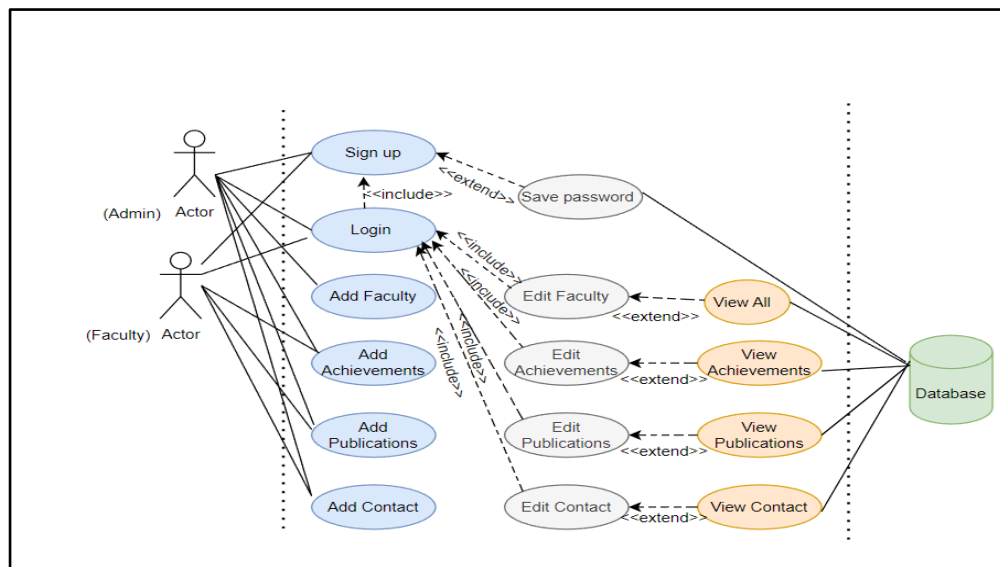 Sign up
<<extend>>
<<include>>
Save password
(Admin) Actor
Login
<<include>>
Add Faculty
Edit Faculty
View All
<<extend>>
(Faculty) Actor
<<include>>
<<include>>
<<include>>
Add
Achievements
Edit
Achievements
View
Achievements
<<extend>>
Database
Add
Publications
Edit
Publications
View
Publications
<<extend>>
Add Contact
Edit Contact
View Contact
<<extend>>